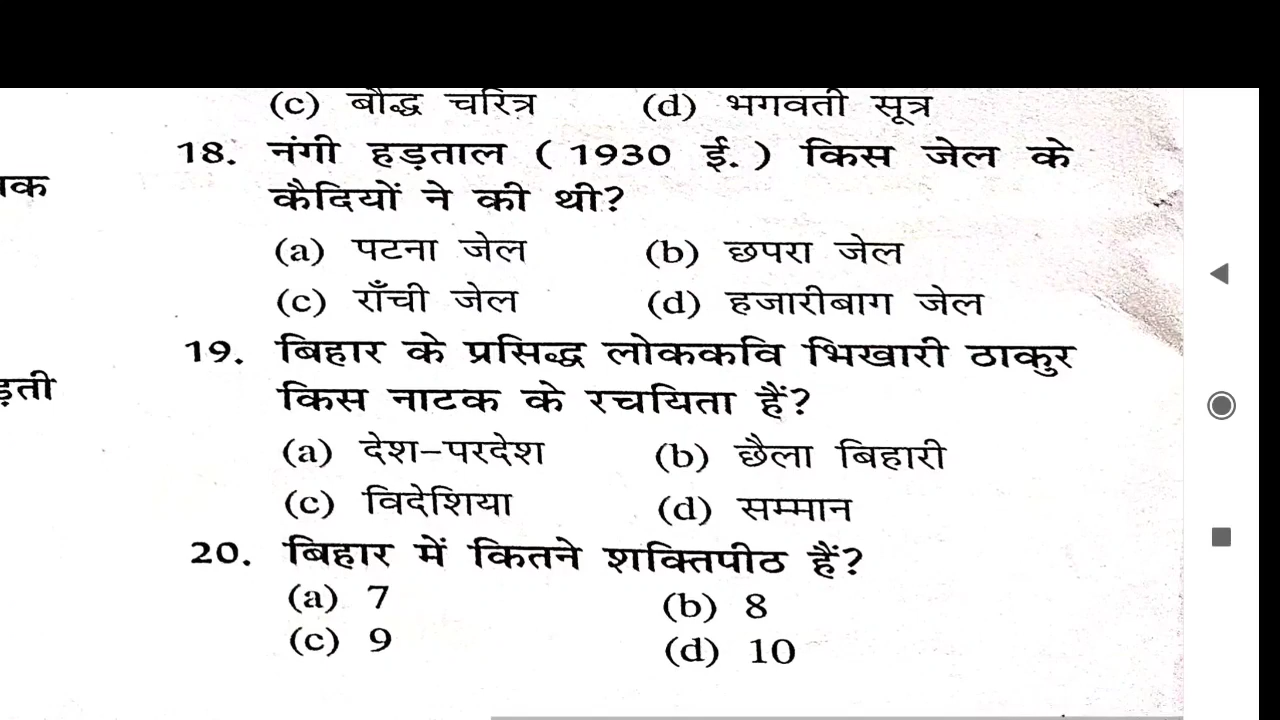 (c) बौद्ध चरित्र (d) भगवती सूत्र
18. नंगी हड़ताल ( 1930 ई. ) किस जेल के
कैदियों ने की थी?
(a) पटना जेल (b) छपरा जेल
(c) राँची जेल (d) हजारीबाग जेल
19. बिहार के प्रसिद्ध लोककवि भिखारी ठाकुर
किस नाटक के रचयिता हैं?
(a) देश-परदेश (b) छैला बिहारी
(c) विदेशिया (d) सम्मान
20. बिहार में कितने शक्तिपीठ हैं?
(a) 7 (b) 8
(c) 9 (d) 10